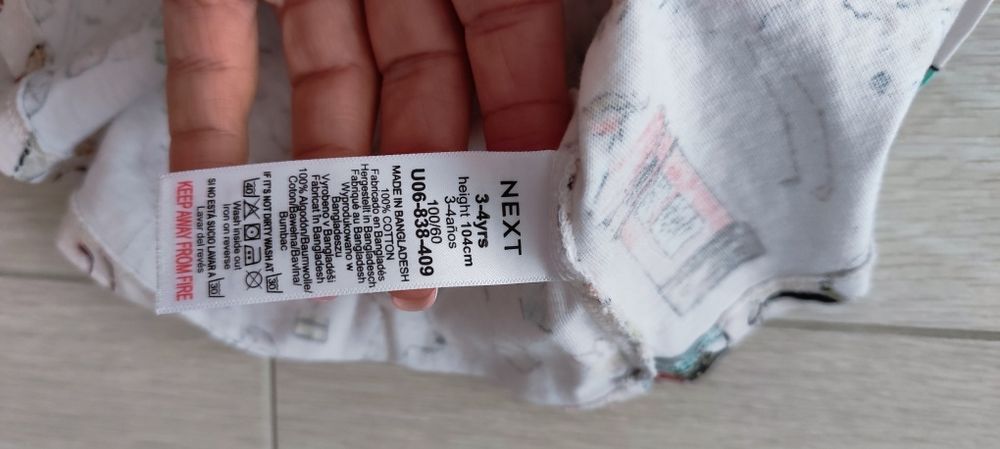 NEXT
3-4yrs
height 104cm
3-4años
100/60
U06-838-409
MADE IN BANGLADESH
100% COTTON
Fabricado en Bangladés
Hergestellt in Bangladesch
Fabriqué au Bangladesh
Wyprodukowano w
Bangladeszu
Vyrobeno v Bangladéši
Fabricat în Bangladesh
100% Algodón/Baumwolle/
Coton/Bawełna/Bavlna/
Bumbac
IF IT'S NOT DIRTY WASH AT 30
40
Wash inside out
Iron reverse
SI NO ESTÁ SUCIO LAVAR A 30
Lavar del revés
KEEP AWAY FROM FIRE